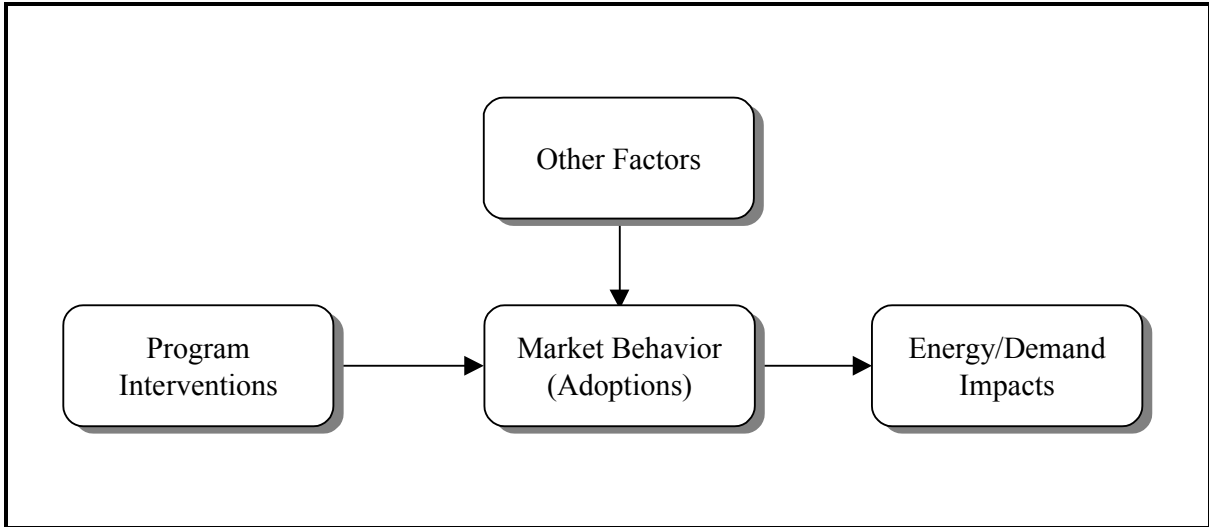 Other Factors
Program
Interventions
Market Behavior
(Adoptions)
Energy/Demand
Impacts